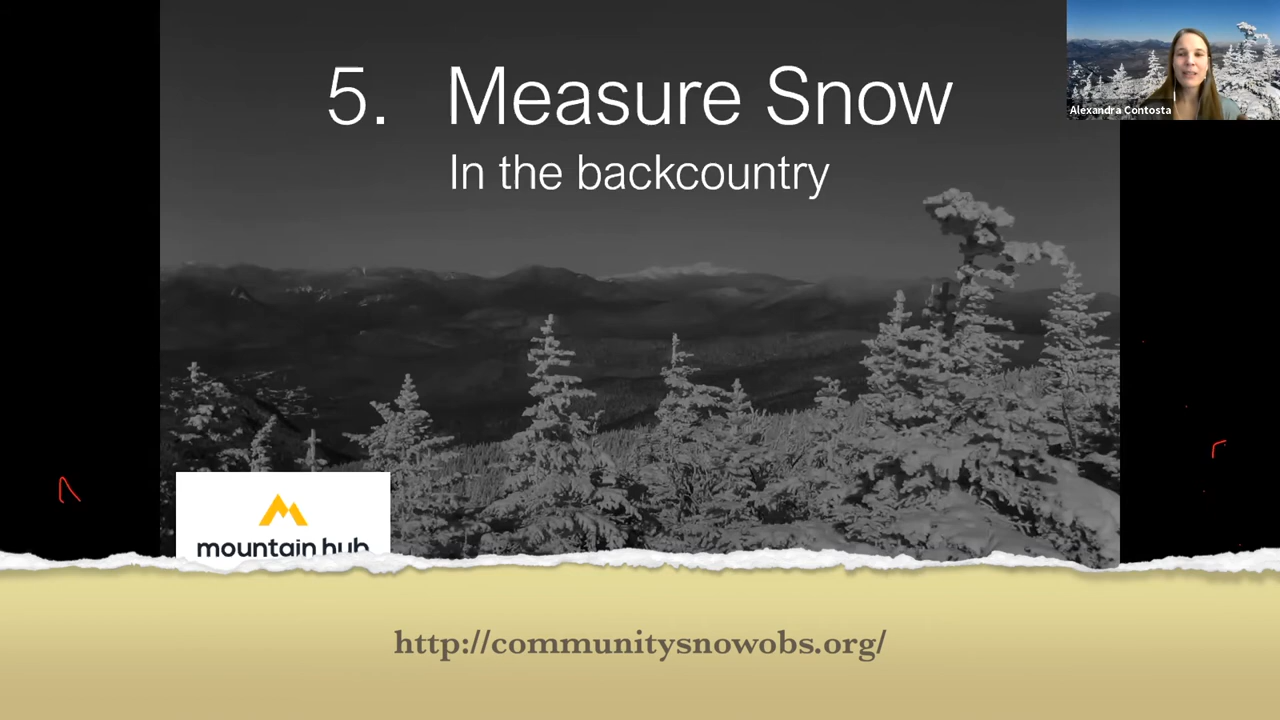 5. Measure Snow
In the backcountry
Alexandra Contosta
mountain hub
http://communitysnowobs.org/